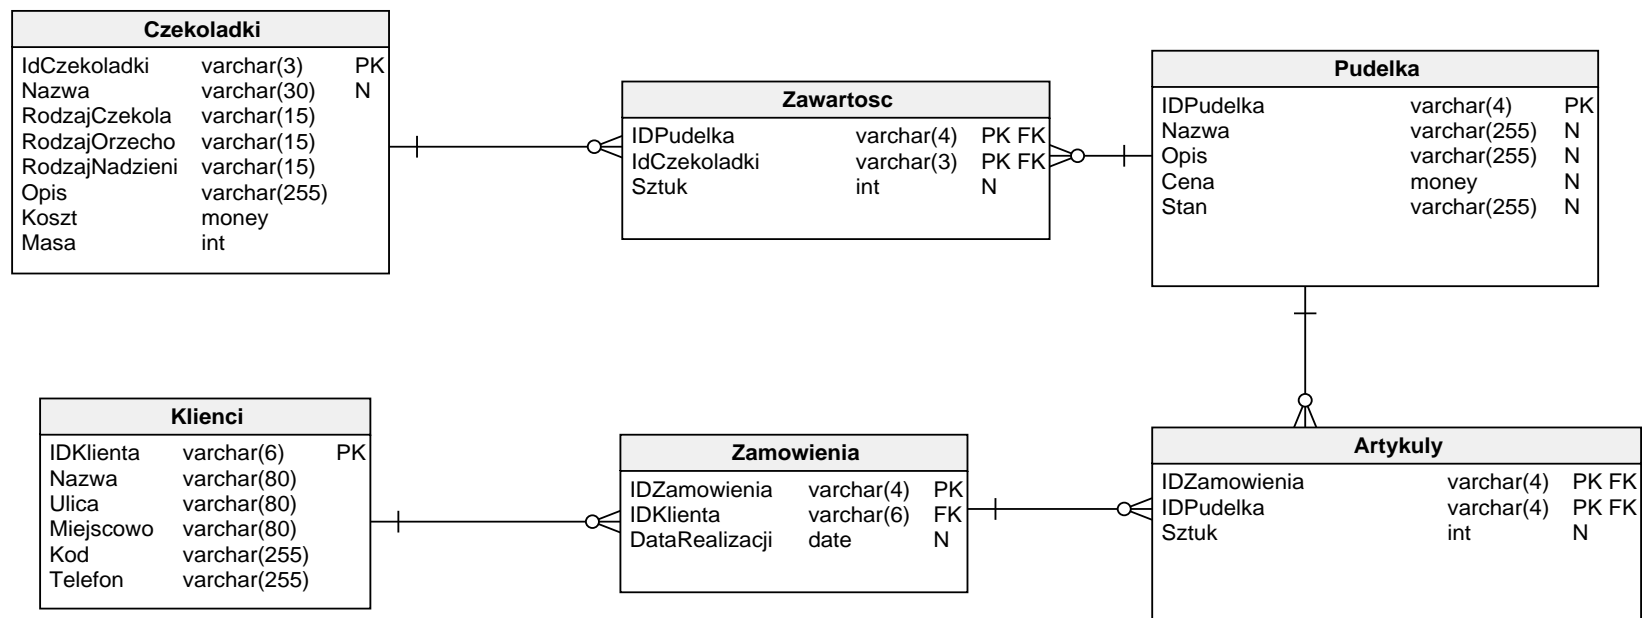 Czekoladki
IdCzekoladki varchar(3) PK
Nazwa varchar(30) N
RodzajCzekola varchar(15)
RodzajOrzecho varchar(15)
RodzajNadzieni varchar(15)
Opis varchar(255)
Koszt money
Masa int
Zawartosc
IDPudelka varchar(4) PK FK
IdCzekoladki varchar(3) PK FK
Sztuk int N
Pudelka
IDPudelka varchar(4) PK
Nazwa varchar(255) N
Opis varchar(255) N
Cena money N
Stan varchar(255) N
Klienci
IDKlienta varchar(6) PK
Nazwa varchar(80)
Ulica varchar(80)
Miejscowo varchar(80)
Kod varchar(255)
Telefon varchar(255)
Zamowienia
IDZamowienia varchar(4) PK
IDKlienta varchar(6) FK
DataRealizacji date N
Artykuly
IDZamowienia varchar(4) PK FK
IDPudelka varchar(4) PK FK
Sztuk int N